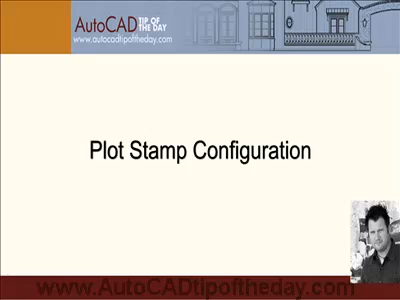 AutoCAD TIP OF THE DAY
www.autocadtipoftheday.com
Plot Stamp Configuration
www.AutoCADtipoftheday.com